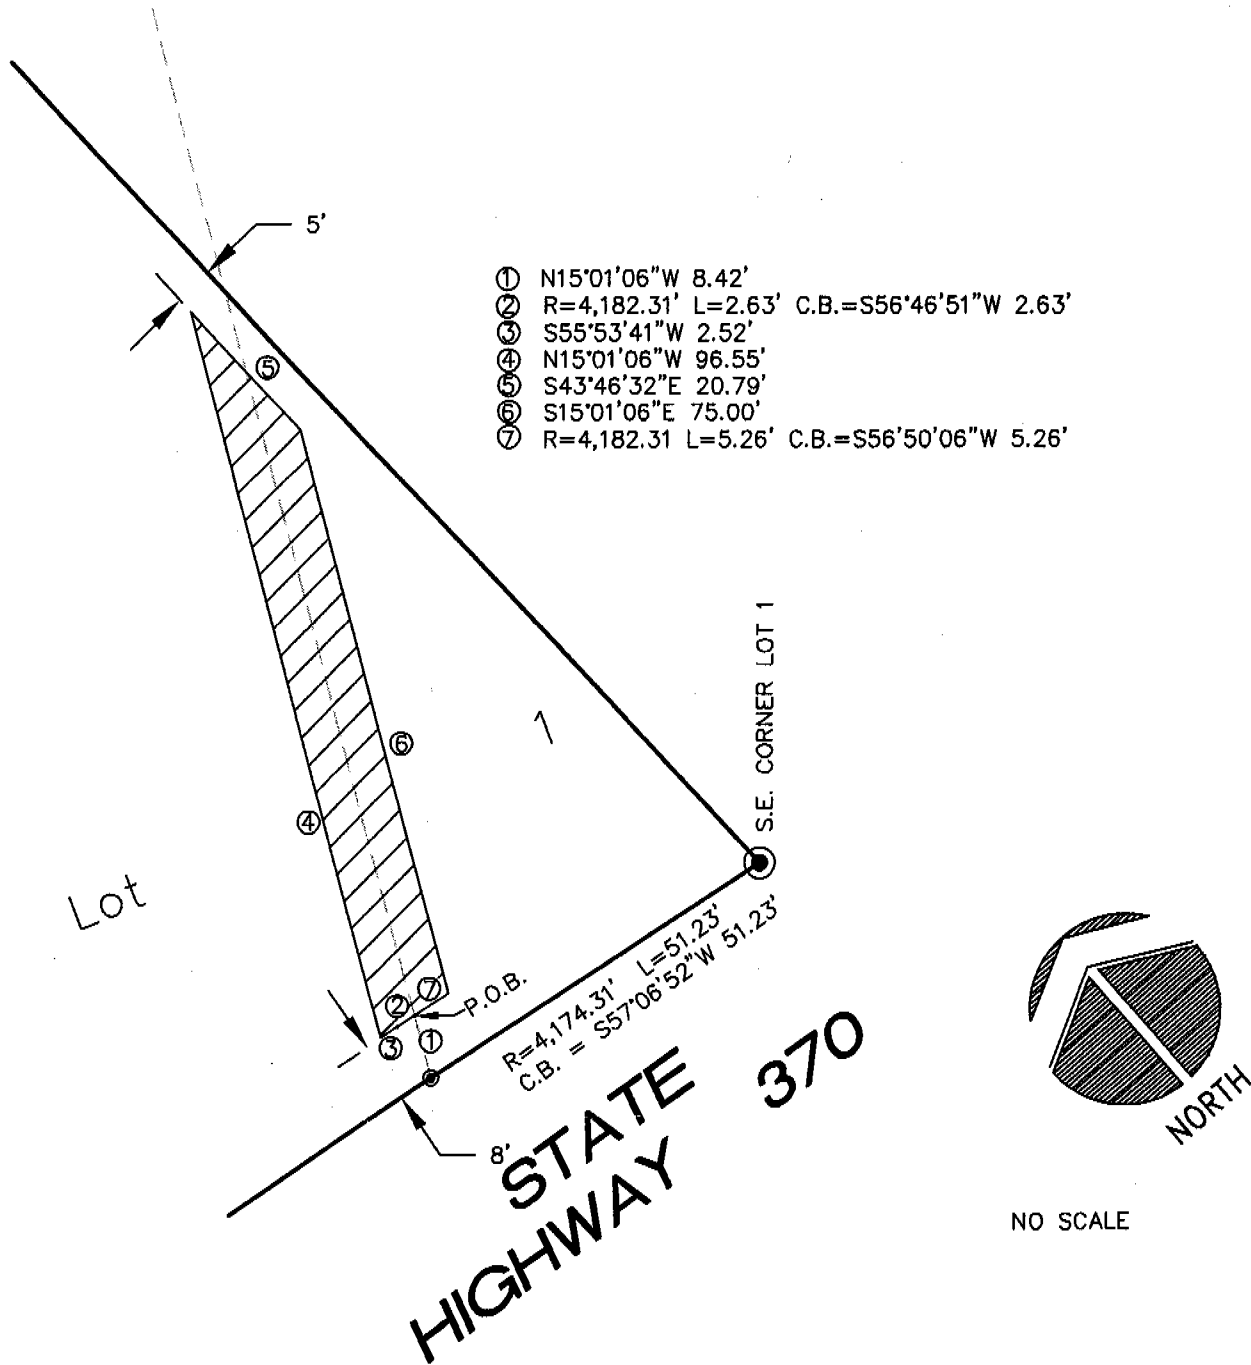 5'
① N15°01'06"W 8.42'
② R=4,182.31' L=2.63' C.B.=S56°46'51"W 2.63'
③ S55°53'41"W 2.52'
④ N15°01'06"W 96.55'
⑤ S43°46'32"E 20.79'
⑥ S15°01'06"E 75.00'
⑦ R=4,182.31 L=5.26' C.B.=S56°50'06"W 5.26'
⑤
S.E. CORNER LOT 1
1
⑥
④
Lot
⑦
②
P.O.B.
③
①
R=4,174.31' L=51.23'
C.B. = S57°06'52"W 51.23'
8'
STATE
HIGHWAY
370
NORTH
NO SCALE